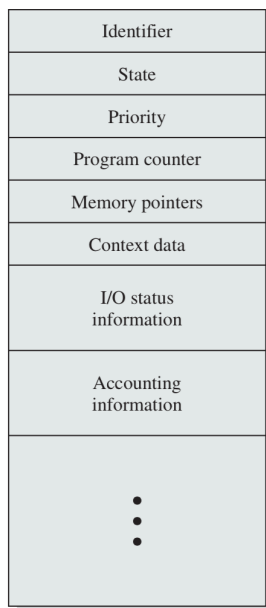 Identifier
State
Priority
Program counter
Memory pointers
Context data
I/O status
information
Accounting
information